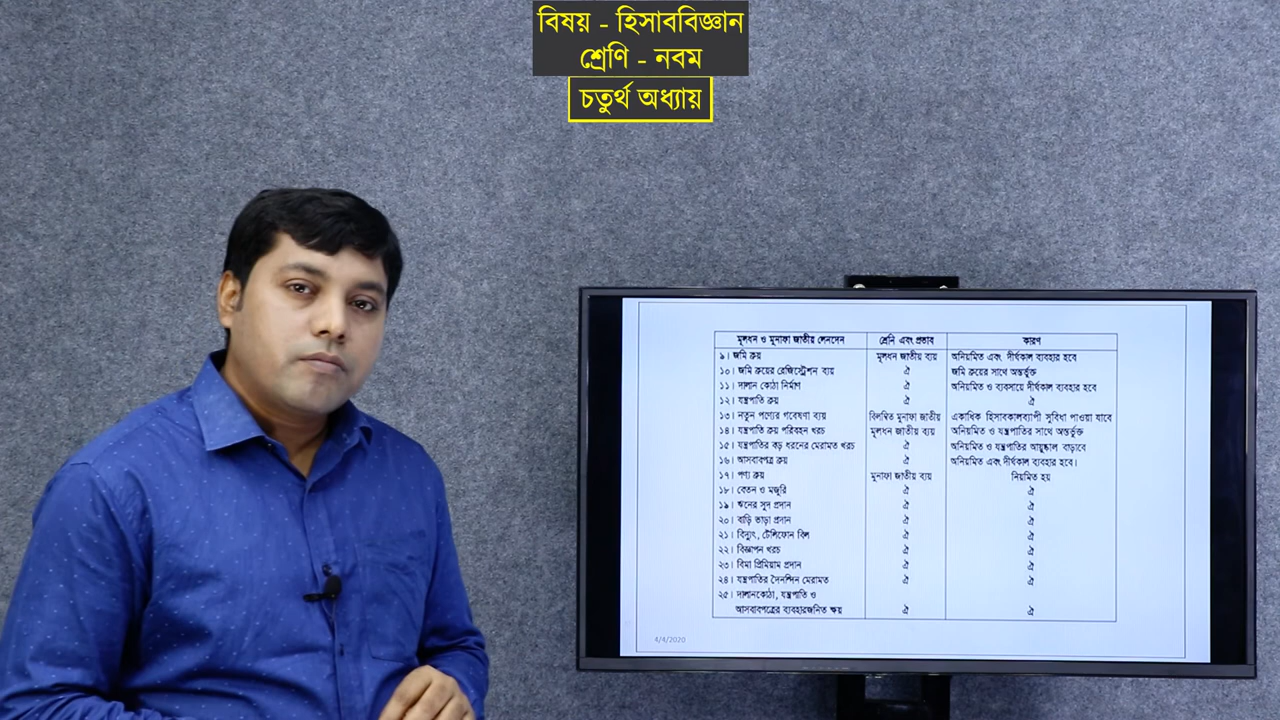 বিষয় - হিসাববিজ্ঞান
শ্রেণি - নবম
চতুর্থ অধ্যায়
মূলধন ও মুনাফা জাতীয় লেনদেন শ্রেনি এবং প্রভাব কারণ
৯। জমি ক্রয় মূলধন জাতীয় ব্যয় অনিয়মিত এবং দীর্ঘকাল ব্যবহার হবে
১০। জমি ক্রয়ের রেজিস্ট্রেশন ব্যয় ঐ জমি ক্রয়ের সাথে অন্তর্ভুক্ত
১১। দালান কোঠা নির্মাণ ঐ অনিয়মিত ও ব্যবসায়ে দীর্ঘকাল ব্যবহার হবে
১২। যন্ত্রপাতি ক্রয় ঐ ঐ
১৩। নতুন পণ্যের গবেষণা ব্যয় বিলম্বিত মুনাফা জাতীয় একাধিক হিসাবকালব্যাপী সুবিধা পাওয়া যাবে
১৪। যন্ত্রপাতি ক্রয় পরিবহন খরচ মূলধন জাতীয় ব্যয় অনিয়মিত ও যন্ত্রপাতির সাথে অন্তর্ভুক্ত
১৫। যন্ত্রপাতির বড় ধরনের মেরামত খরচ ঐ অনিয়মিত ও যন্ত্রপাতির আয়ুষ্কাল বাড়াবে
১৬। আসবাবপত্র ক্রয় ঐ অনিয়মিত এবং দীর্ঘকাল ব্যবহার হবে।
১৭। পণ্য ক্রয় মুনাফা জাতীয় ব্যয় নিয়মিত হয়
১৮। বেতন ও মজুরি ঐ ঐ
১৯। ঋনের সুদ প্রদান ঐ ঐ
২০। বাড়ি ভাড়া প্রদান ঐ ঐ
২১। বিদ্যুৎ, টেলিফোন বিল ঐ ঐ
২২। বিজ্ঞাপন খরচ ঐ ঐ
২৩। বিমা প্রিমিয়াম প্রদান ঐ ঐ
২৪। যন্ত্রপাতির দৈনন্দিন মেরামত ঐ ঐ
২৫। দালানকোঠা, যন্ত্রপাতি ও
আসবাবপত্রের ব্যবহারজনিত ক্ষয় ঐ ঐ
4/4/2020